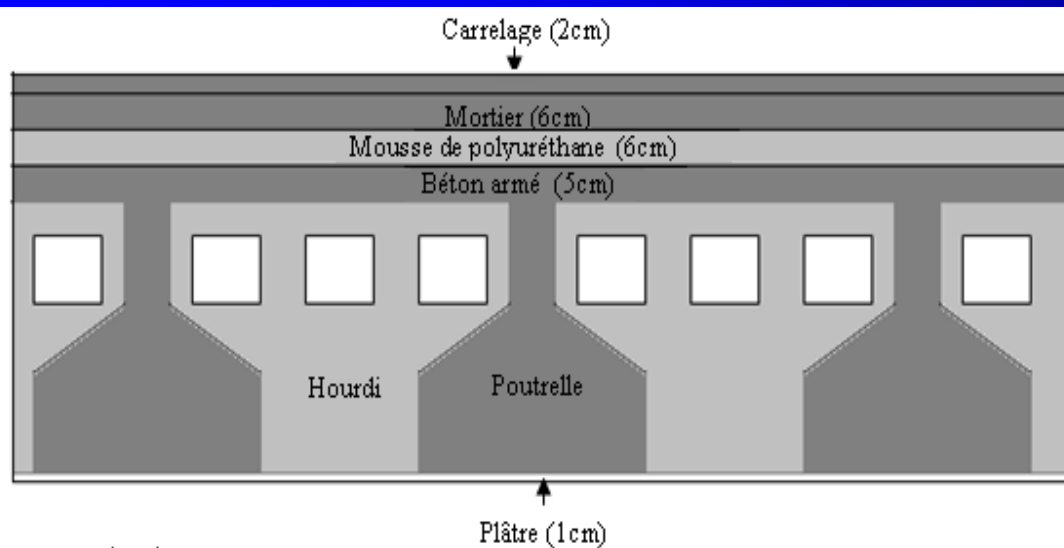 Carrelage (2cm)
Mortier (6cm)
Mousse de polyuréthane (6cm)
Béton armé (5cm)
Hourdi
Poutrelle
Plâtre (1cm)